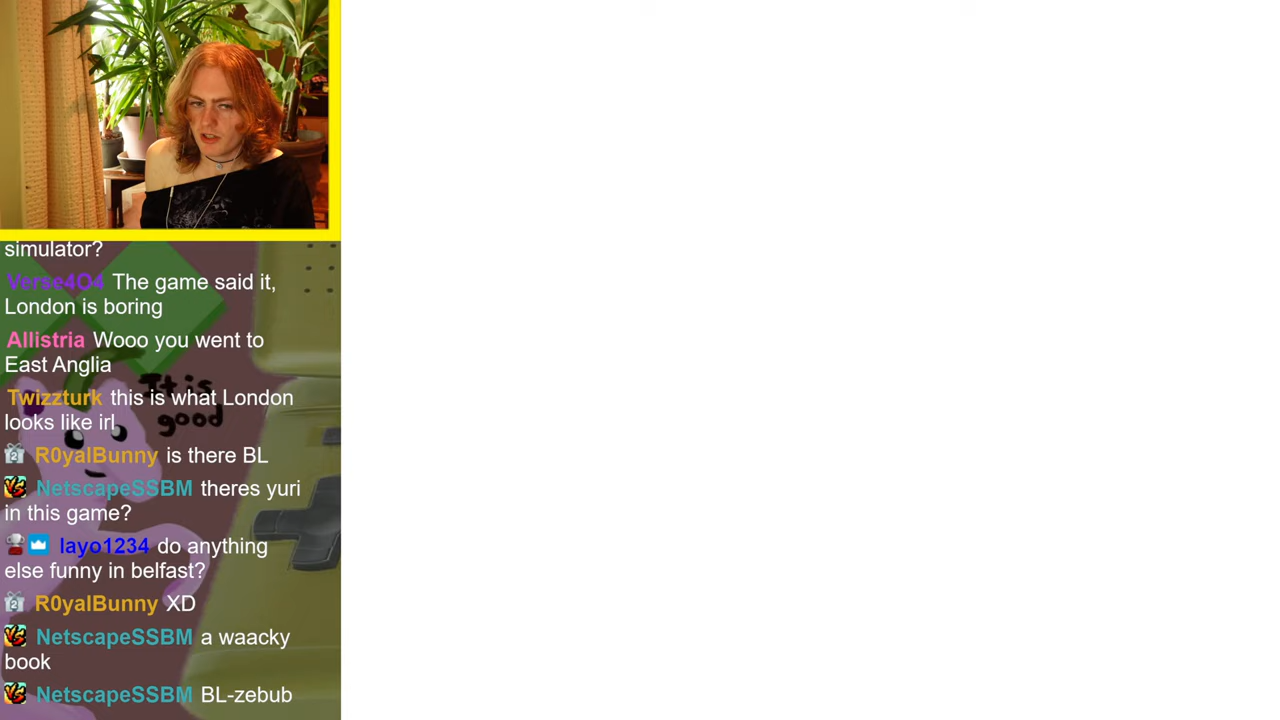 simulator?
Verse4O4 The game said it,
London is boring
Allistria Wooo you went to
East Anglia
It is
good
Twizzturk this is what London
looks like irl
R0yalBunny is there BL
NetscapeSSBM theres yuri
in this game?
layo1234 do anything
else funny in belfast?
R0yalBunny XD
NetscapeSSBM a waacky
book
NetscapeSSBM BL-zebub